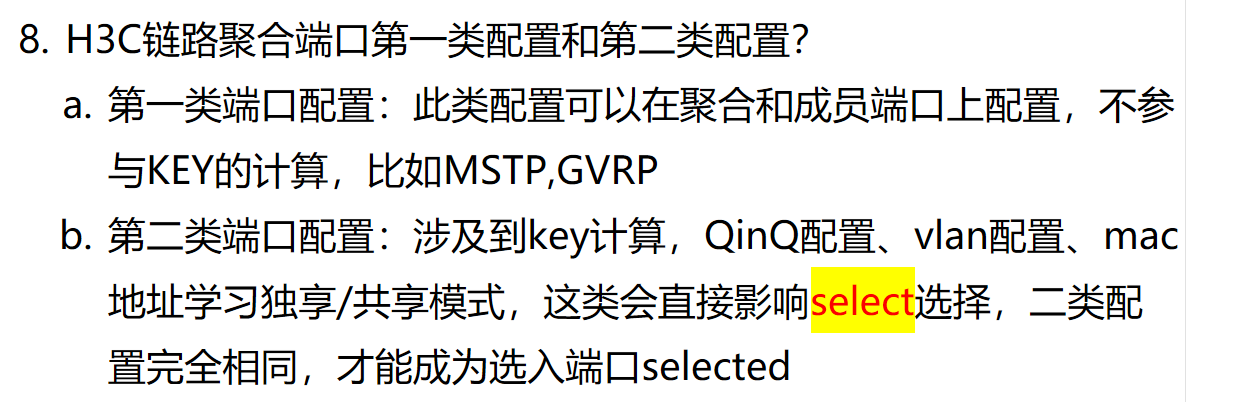 8. H3C链路聚合端口第一类配置和第二类配置？
a. 第一类端口配置：此类配置可以在聚合和成员端口上配置，不参
与KEY的计算，比如MSTP,GVRP
b. 第二类端口配置：涉及到key计算，QinQ配置、vlan配置、mac
地址学习独享/共享模式，这类会直接影响select选择，二类配
置完全相同，才能成为选入端口selected